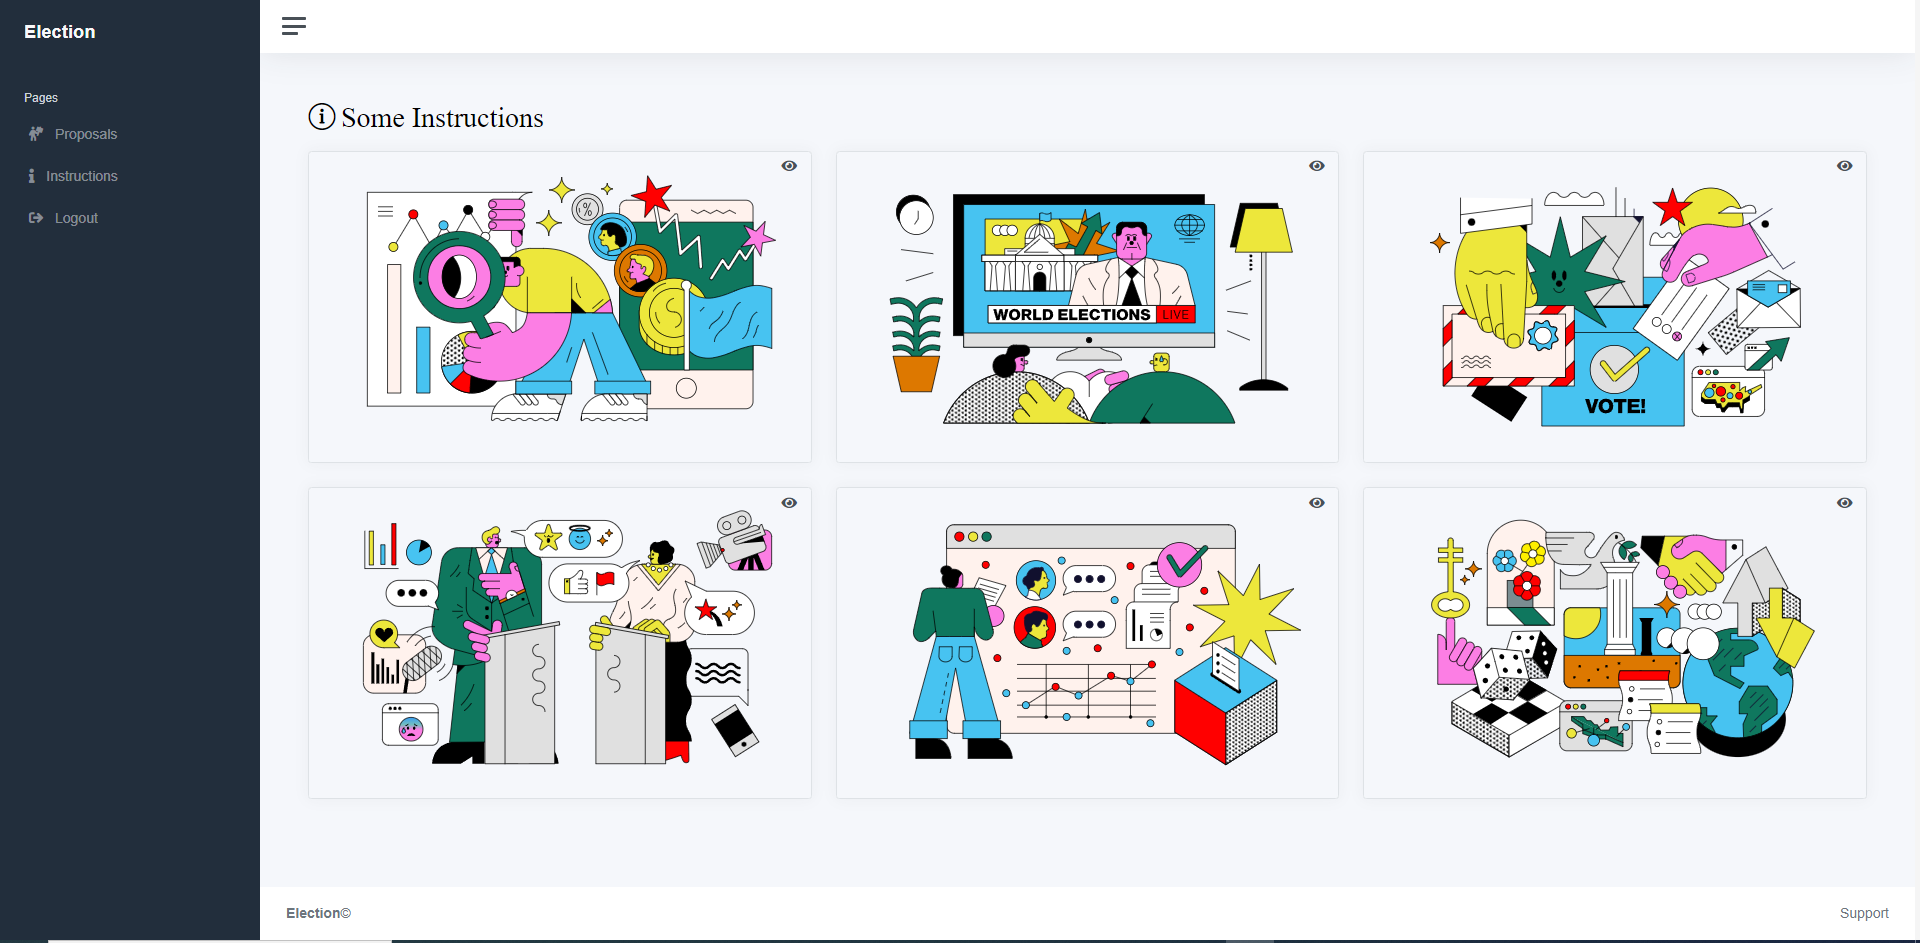 Election
Pages
Proposals
Instructions
Logout
Some Instructions
%
WORLD ELECTIONS LIVE
VOTE!
Election©
Support